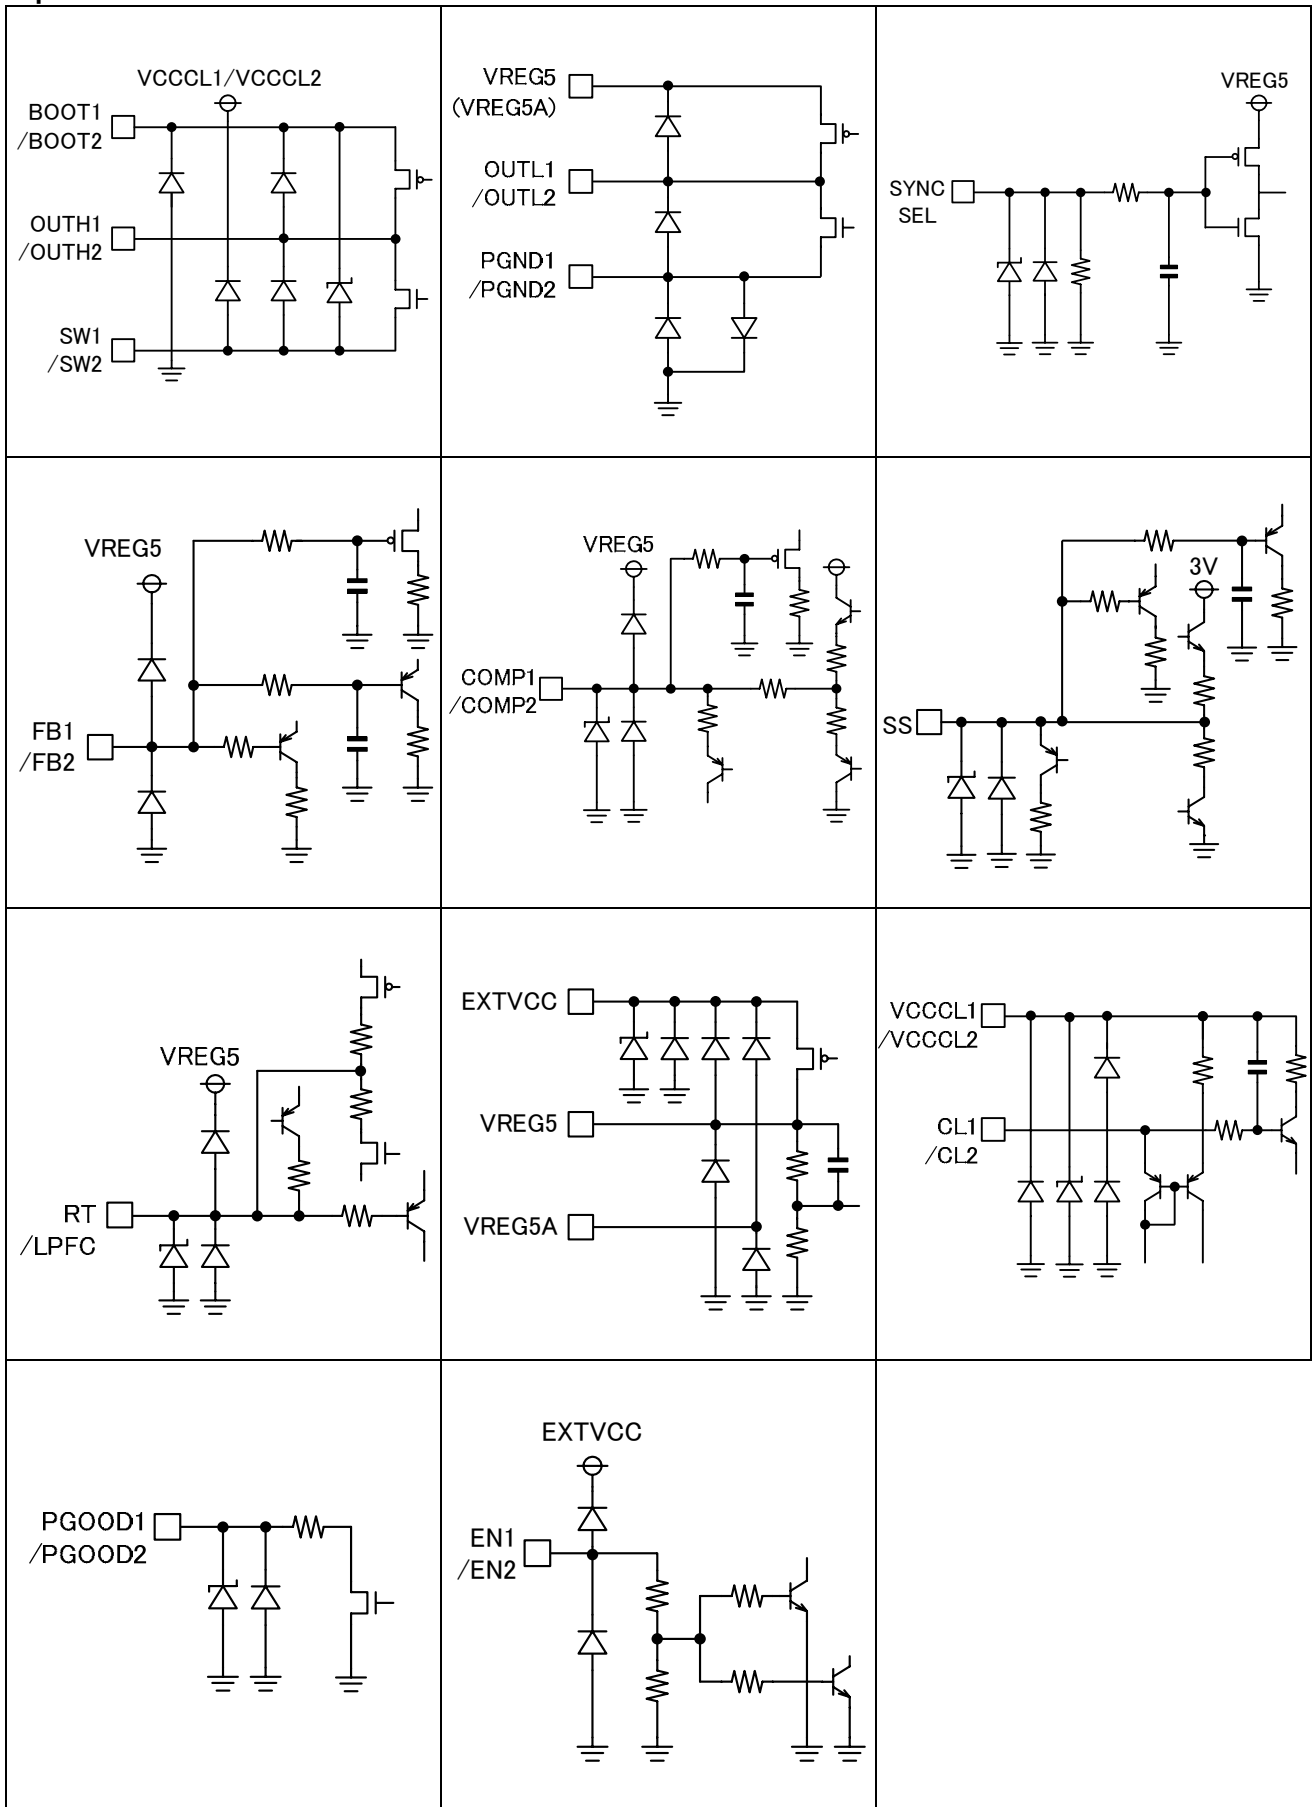 VCCCL1/VCCCL2
BOOT1
/BOOT2
OUTH1
/OUTH2
SW1
/SW2
VREG5
(VREG5A)
OUTL1
/OUTL2
PGND1
/PGND2
VREG5
SYNC
SEL
VREG5
FB1
/FB2
VREG5
COMP1
/COMP2
3V
SS
VREG5
RT
/LPFC
EXTVCC
VREG5
VREG5A
VCCCL1
/VCCCL2
CL1
/CL2
PGOOD1
/PGOOD2
EXTVCC
EN1
/EN2